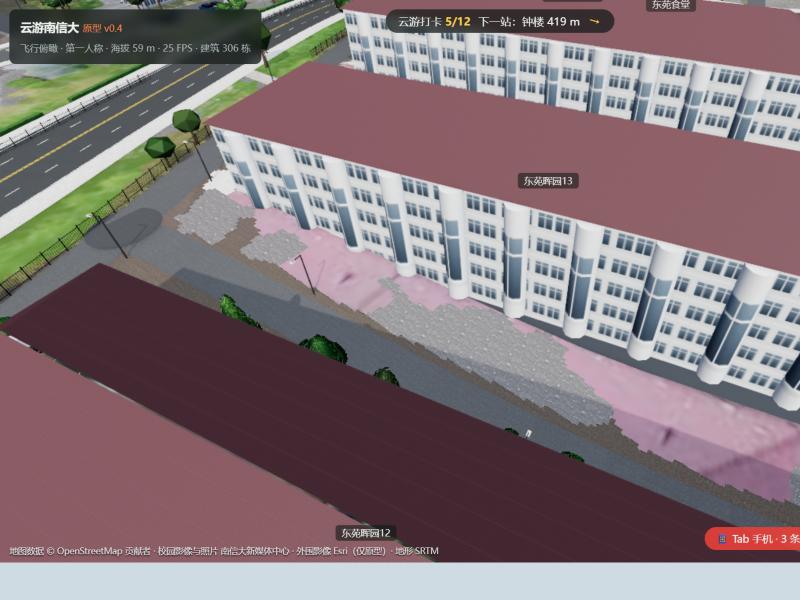 东苑食堂
云游南信大 原型 v0.4
云游打卡 5/12 下一站：钟楼 419 m →
飞行俯瞰 · 第一人称 · 海拔 59 m · 25 FPS · 建筑 306 栋
东苑晖园13
东苑晖园12
Tab 手机 · 3 条
地图数据 © OpenStreetMap 贡献者 · 校园影像与照片 南信大新媒体中心 · 外围影像 Esri（仅原型） · 地形 SRTM